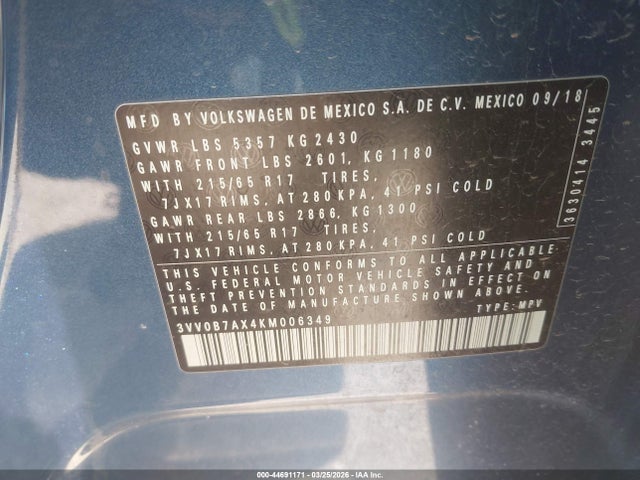 MFD BY VOLKSWAGEN DE MEXICO S.A. DE C.V. MEXICO 09/18
GVWR LBS 5357 KG 2430
GAWR FRONT LBS 2601, KG 1180
WITH 215/65 R17 TIRES,
7JX17 RIMS, AT 280 KPA, 41 PSI COLD
GAWR REAR LBS 2866, KG 1300
WITH 215/65 R17 TIRES,
7JX17 RIMS, AT 280 KPA, 41 PSI COLD
THIS VEHICLE CONFORMS TO ALL APPLICABLE
U.S. FEDERAL MOTOR VEHICLE SAFETY AND
THEFT PREVENTION STANDARDS IN EFFECT ON
THE DATE OF MANUFACTURE SHOWN ABOVE.
3VV0B7AX4KM006349
TYPE: MPV
3630414 3445
000-44691171 | 03/25/2026 - IAAI Inc.